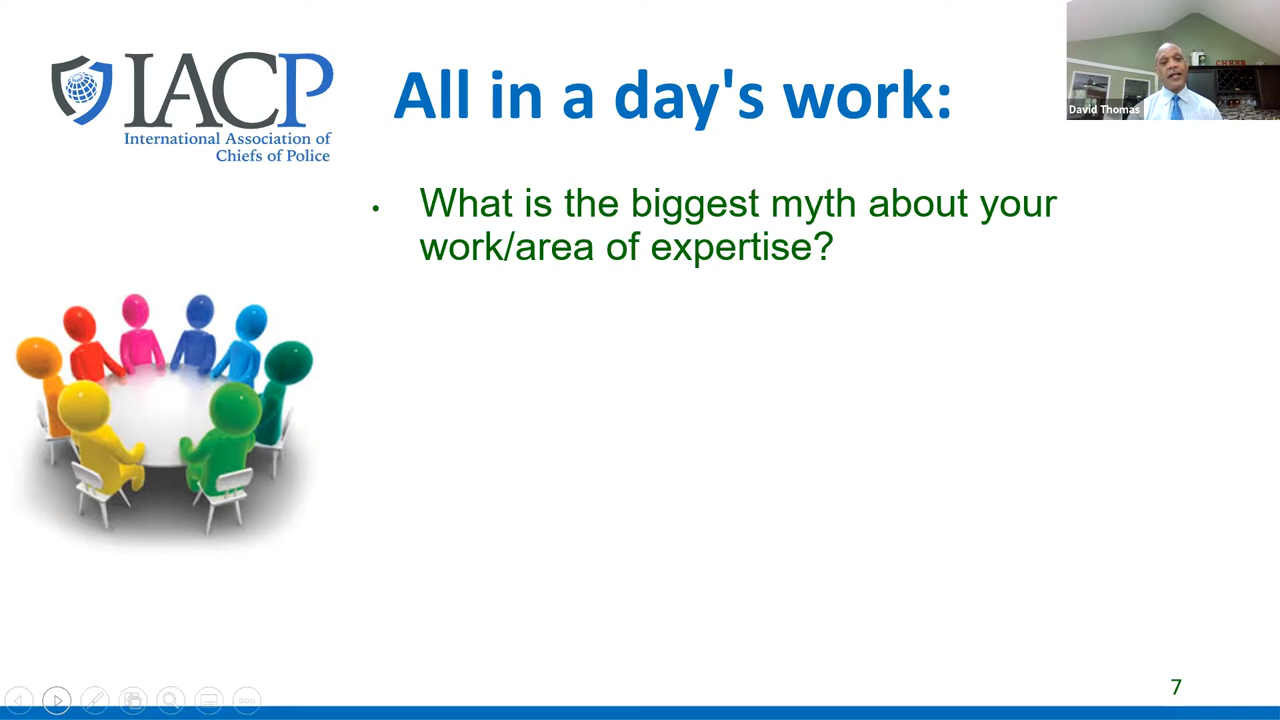 IACP
International Association of
Chiefs of Police
All in a day's work:
David Thomas
• What is the biggest myth about your
work/area of expertise?
7